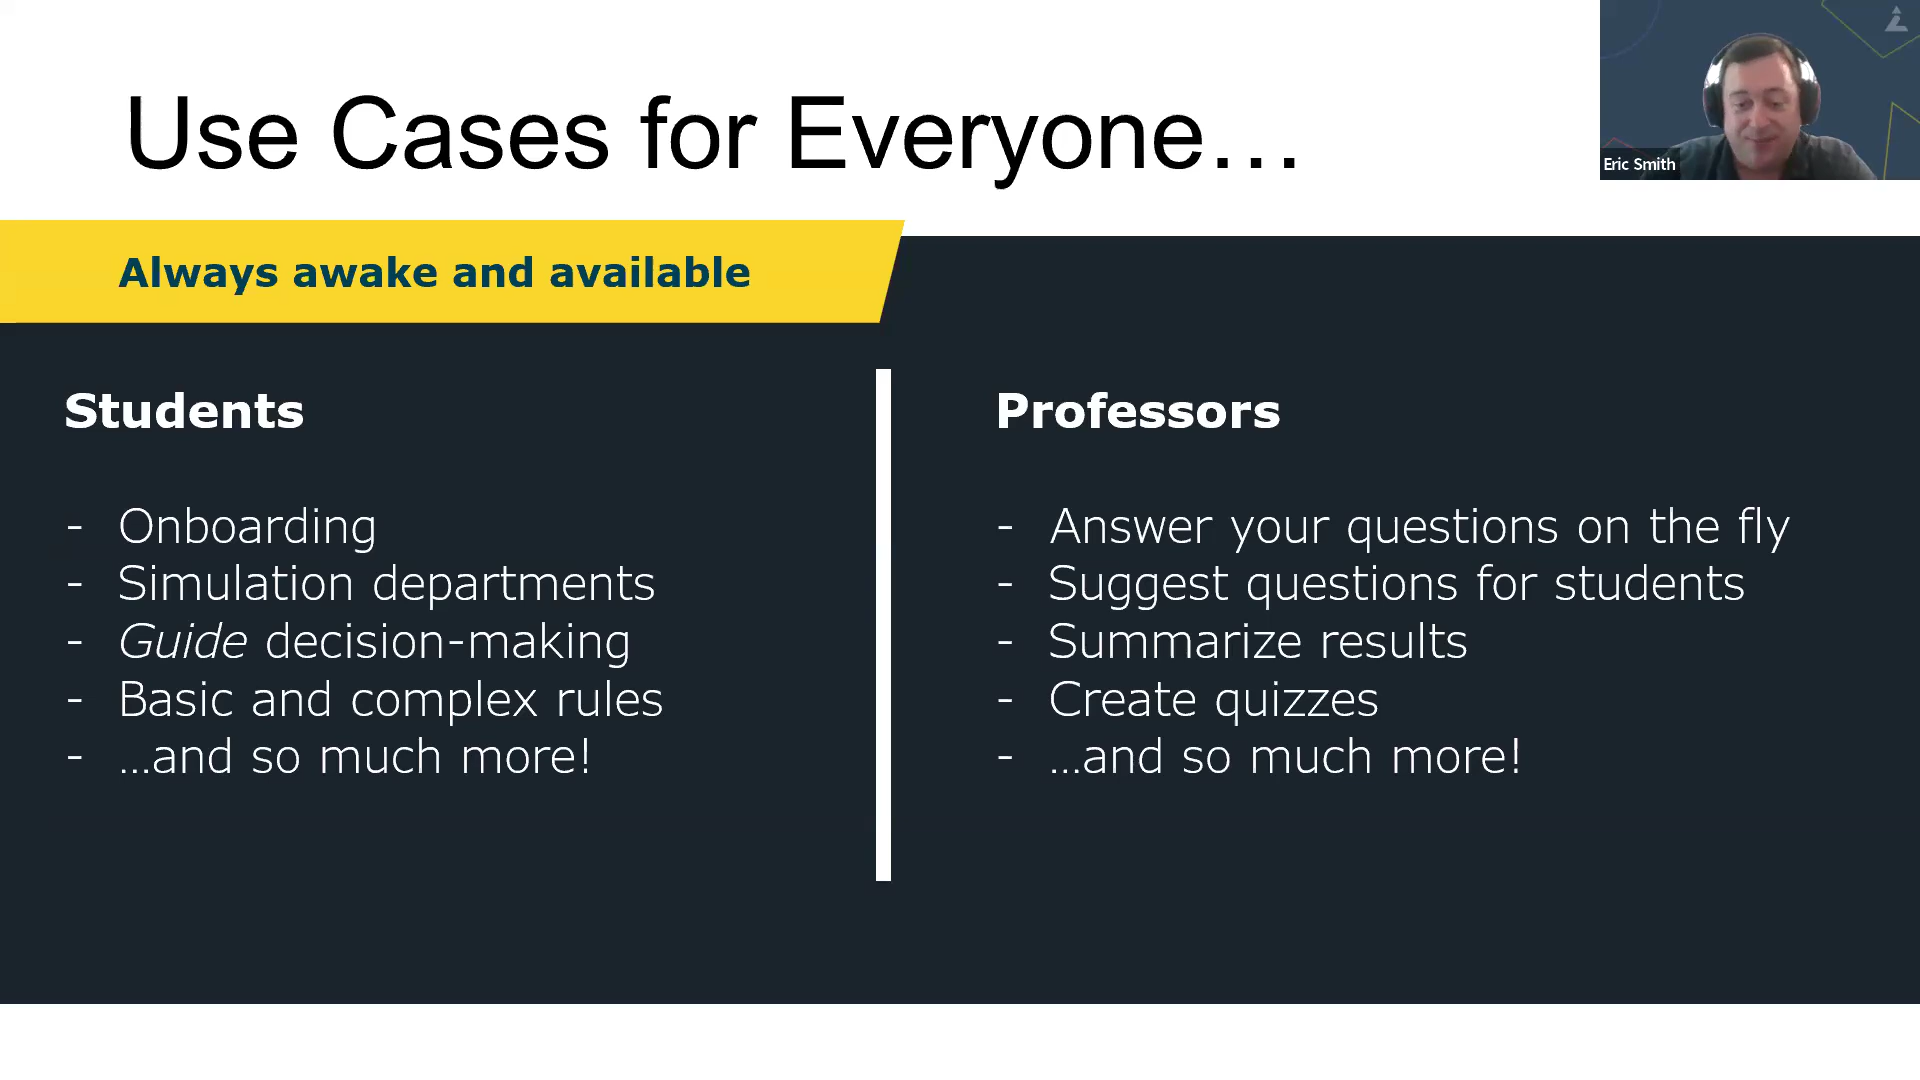 Use Cases for Everyone…
Eric Smith
Always awake and available
Students
- Onboarding
- Simulation departments
- Guide decision-making
- Basic and complex rules
- …and so much more!
Professors
- Answer your questions on the fly
- Suggest questions for students
- Summarize results
- Create quizzes
- …and so much more!